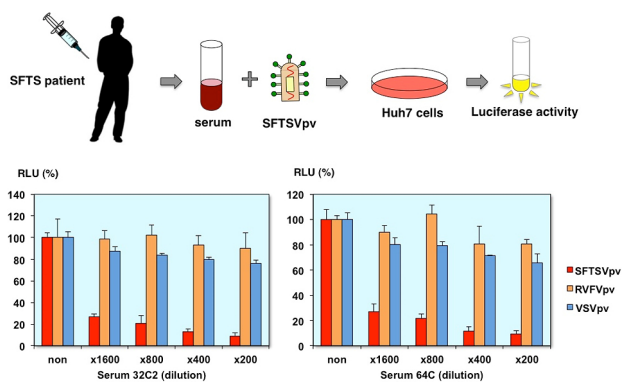 SFTS patient
serum
SFTSVpv
Huh7 cells
Luciferase activity
RLU (%)
140
120
100
80
60
40
20
0
non
x1600
x800
x400
x200
Serum 32C2 (dilution)
RLU (%)
120
100
80
60
40
20
0
non
x1600
x800
x400
x200
Serum 64C (dilution)
SFTSVpv
RVFVpv
VSVpv